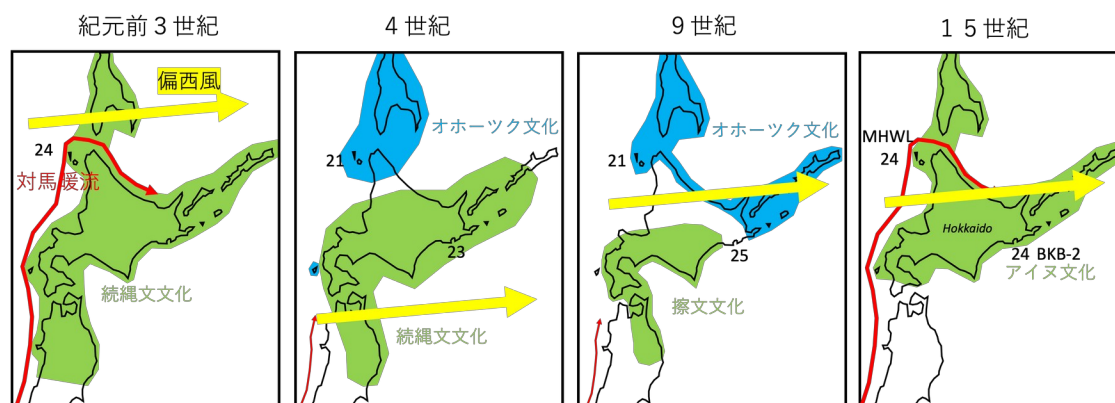 紀元前３世紀
４世紀
９世紀
１５世紀
偏西風
24
対馬暖流
続縄文文化
オホーツク文化
21
23
続縄文文化
オホーツク文化
21
25
擦文文化
MHWL
24
Hokkaido
24 BKB-2
アイヌ文化